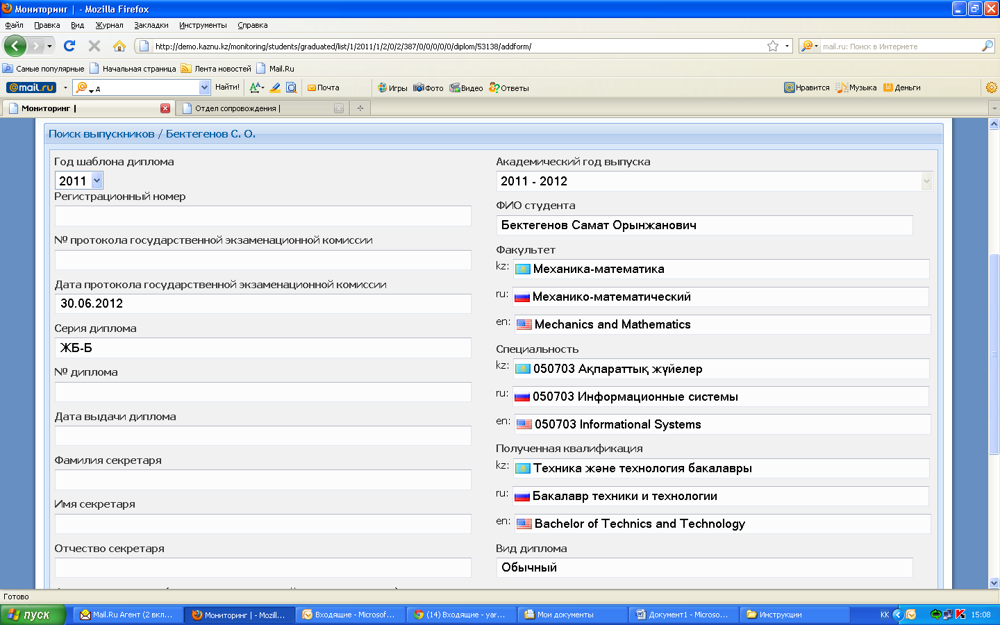 Мониторинг | - Mozilla Firefox
Файл Правка Вид Журнал Закладки Инструменты Справка
http://demo.kaznu.kz/monitoring/students/graduated/list/1/2011/1/2/0/2/387/0/0/0/0/0/diplom/53138/addform/
mail.ru: Поиск в Интернете
Самые популярные Начальная страница Лента новостей Mail.Ru
@mail.ru д Найти! Почта Игры Фото Видео Ответы Нравится Музыка Деньги
Мониторинг | Отдел сопровождения |
Поиск выпускников / Бектегенов С. О.
Год шаблона диплома
2011
Регистрационный номер
№ протокола государственной экзаменационной комиссии
Дата протокола государственной экзаменационной комиссии
30.06.2012
Серия диплома
ЖБ-Б
№ диплома
Дата выдачи диплома
Фамилия секретаря
Имя секретаря
Отчество секретаря
Академический год выпуска
2011 - 2012
ФИО студента
Бектегенов Самат Орынжанович
Факультет
kz: Механика-математика
ru: Механико-математический
en: Mechanics and Mathematics
Специальность
kz: 050703 Ақпараттық жүйелер
ru: 050703 Информационные системы
en: 050703 Informational Systems
Полученная квалификация
kz: Техника және технология бакалавры
ru: Бакалавр техники и технологии
en: Bachelor of Technics and Technology
Вид диплома
Обычный
Готово
пуск Mail.Ru Агент (2 вкл... Мониторинг | - Mozill... Входящие - Microsof... (14) Входящие - yar... Мои документы Документ1 - Microso... Инструкции KK 15:08